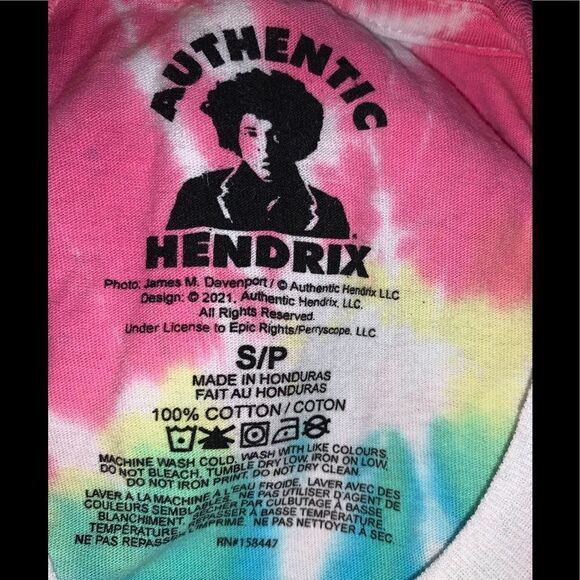 AUTHENTIC
HENDRIX
Photo: James M. Davenport / © Authentic Hendrix LLC
Design: © 2021, Authentic Hendrix, LLC.
All Rights Reserved.
Under License to Epic Rights/Perryscope, LLC
S/P
MADE IN HONDURAS
FAIT AU HONDURAS
100% COTTON / COTON
MACHINE WASH COLD, WASH WITH LIKE COLOURS,
DO NOT BLEACH, TUMBLE DRY LOW, IRON ON LOW,
DO NOT IRON PRINT. DO NOT DRY CLEAN.
LAVER À LA MACHINE À L'EAU FROIDE, LAVER AVEC DES
COULEURS SEMBLABLES, NE PAS UTILISER D'AGENT DE
BLANCHIMENT, SÉCHER PAR CULBUTAGE À BASSE
TEMPÉRATURE, REPASSER À BASSE TEMPÉRATURE,
NE PAS REPASSER L'IMPRIMÉ. NE PAS NETTOYER À SEC.
RN#158447